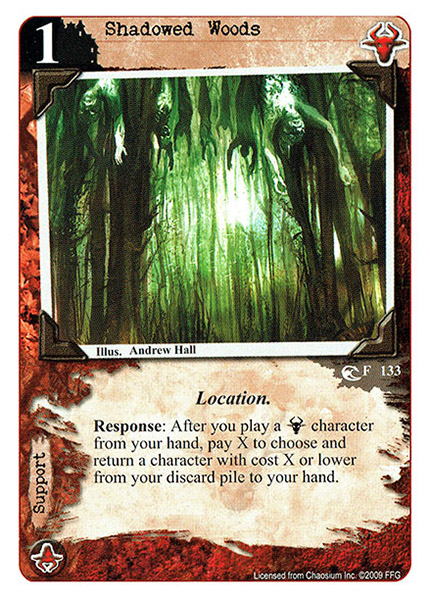 1
Shadowed Woods
Illus. Andrew Hall
F 133
Location.
Response: After you play a character
from your hand, pay X to choose and
return a character with cost X or lower
from your discard pile to your hand.
Support
Licensed from Chaosium Inc. ©2009 FFG